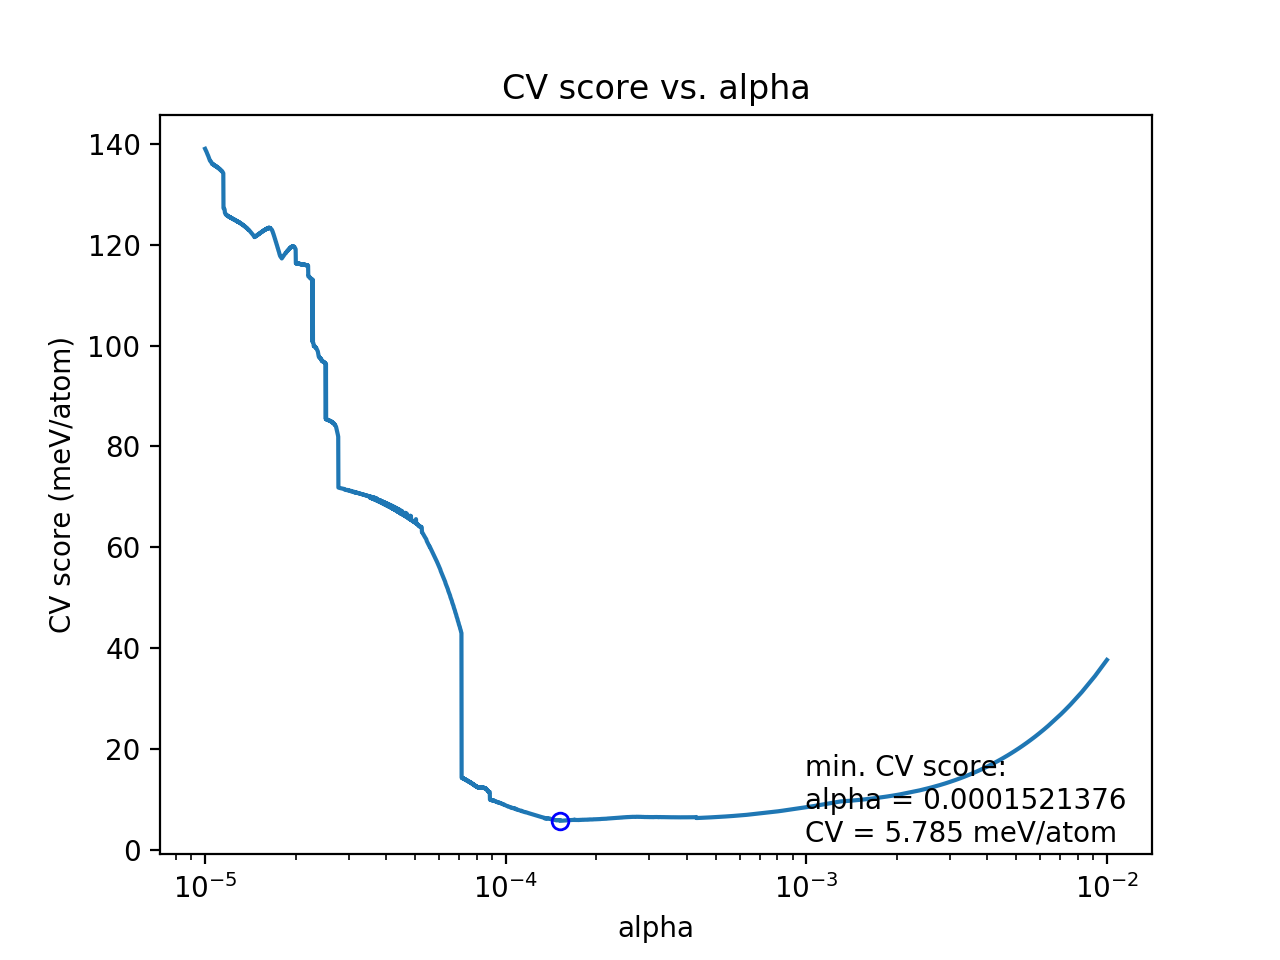 CV score vs. alpha
CV score (meV/atom)
140
120
100
80
60
40
20
0
min. CV score:
alpha = 0.0001521376
CV = 5.785 meV/atom
10⁻⁵ 10⁻⁴ 10⁻³ 10⁻²
alpha